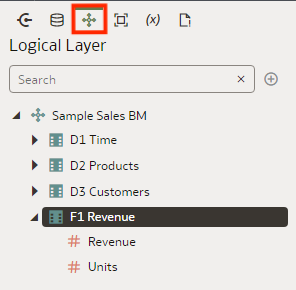 (x)
Logical Layer
Search
Sample Sales BM
D1 Time
D2 Products
D3 Customers
F1 Revenue
# Revenue
# Units